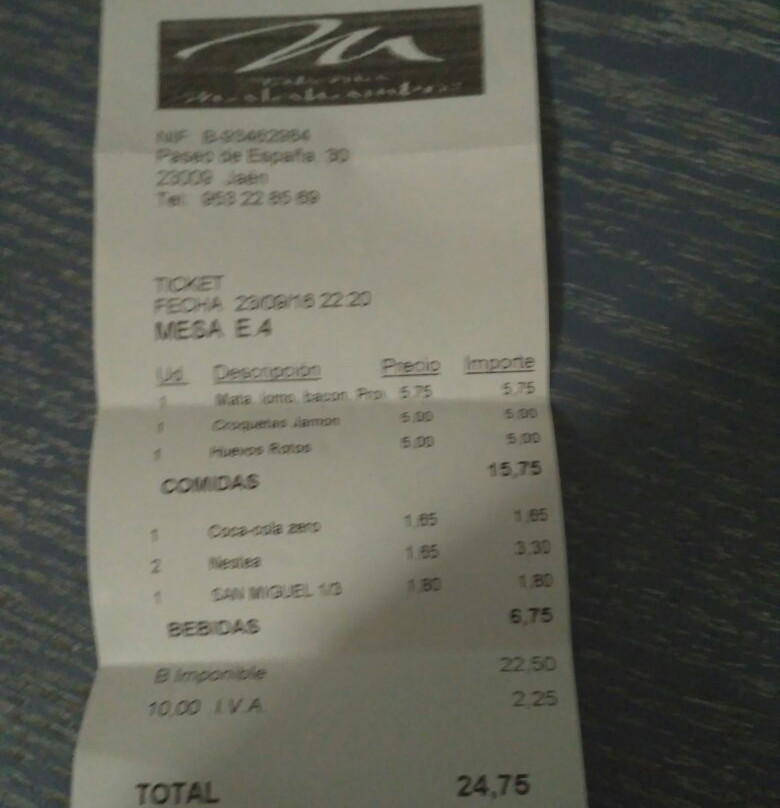 NIF B-93462964
Paseo de España 30
23009 Jaén
Tel: 953 22 85 69
TICKET
FECHA 23/09/16 22:20
MESA E.4
Ud. Descripción Precio Importe
1 Mata, lomo, bacon, Pro 5,75 5,75
1 Croquetas Jamon 5,00 5,00
1 Huevos Rotos 5,00 5,00
COMIDAS 15,75
1 Coca-cola zero 1,65 1,65
2 Nestea 1,65 3,30
1 SAN MIGUEL 1/3 1,80 1,80
BEBIDAS 6,75
B.Imponible 22,50
10,00 I.V.A. 2,25
TOTAL 24,75